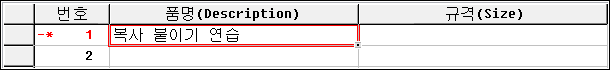 번호 품명(Description) 규격(Size)
-* 1 복사 붙이기 연습
2